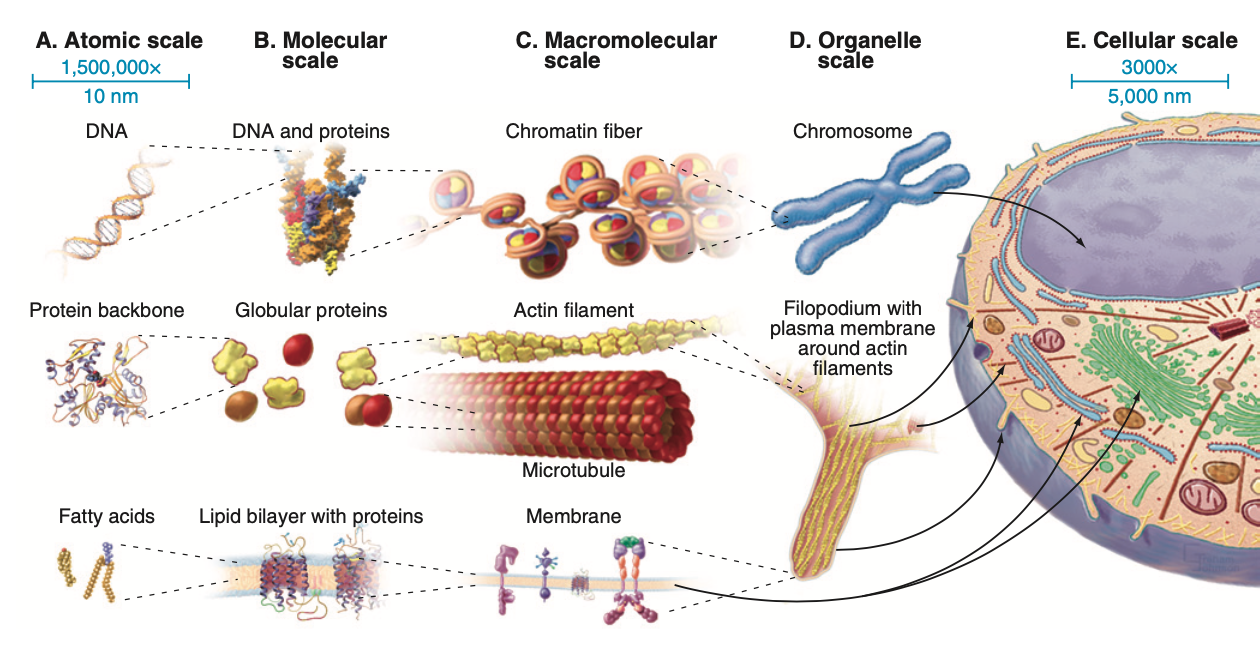 A. Atomic scale
1,500,000×
10 nm
B. Molecular
scale
C. Macromolecular
scale
D. Organelle
scale
E. Cellular scale
3000×
5,000 nm
DNA
DNA and proteins
Chromatin fiber
Chromosome
Protein backbone
Globular proteins
Actin filament
Filopodium with
plasma membrane
around actin
filaments
Microtubule
Fatty acids
Lipid bilayer with proteins
Membrane